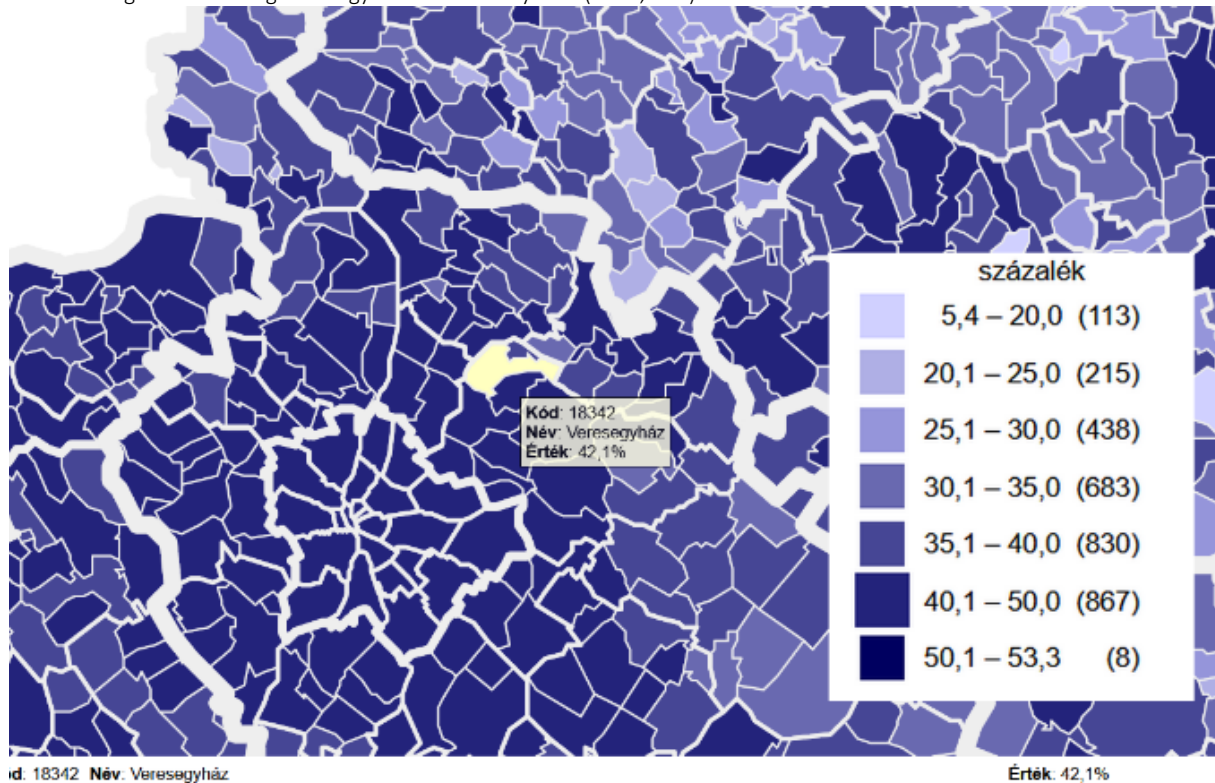 százalék
5,4 – 20,0 (113)
20,1 – 25,0 (215)
25,1 – 30,0 (438)
30,1 – 35,0 (683)
35,1 – 40,0 (830)
40,1 – 50,0 (867)
50,1 – 53,3 (8)
Kód: 18342
Név: Veresegyház
Érték: 42,1%
d: 18342 Név: Veresegyház
Érték: 42,1%